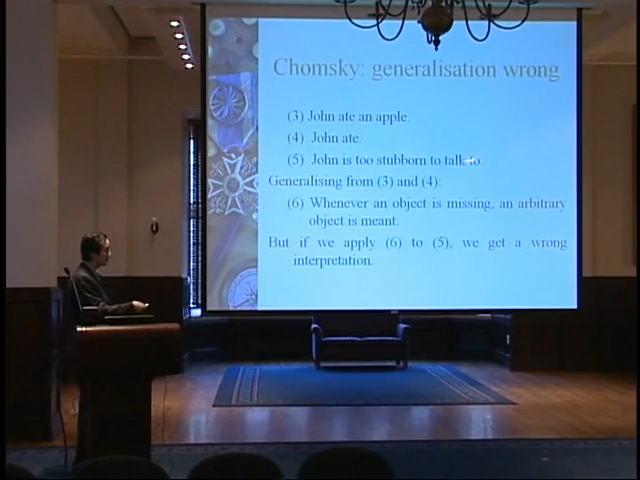 Chomsky: generalisation wrong
(3) John ate an apple.
(4) John ate.
(5) John is too stubborn to talk to.
Generalising from (3) and (4):
(6) Whenever an object is missing, an arbitrary
object is meant.
But if we apply (6) to (5), we get a wrong
interpretation.